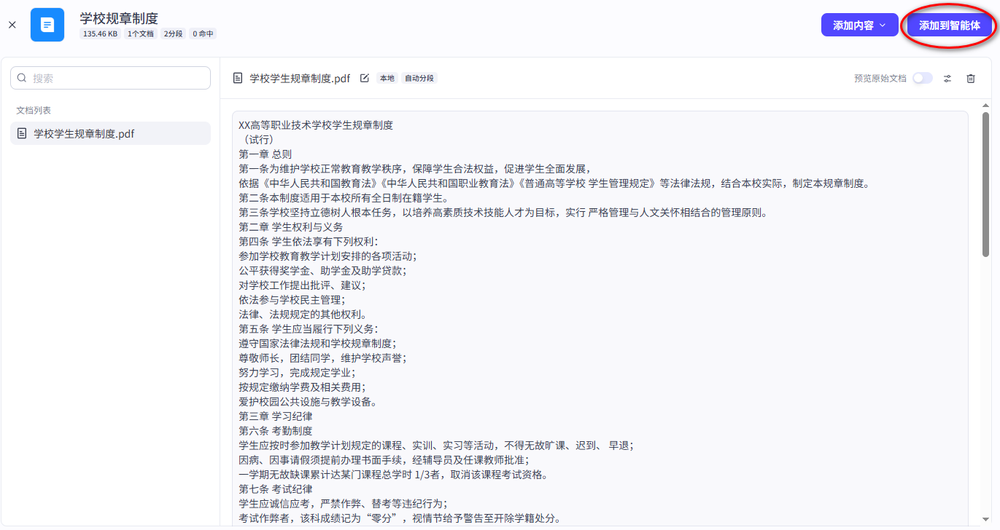 学校规章制度
135.46 KB 1个文档 2分段 0 命中
添加内容
添加到智能体
搜索
文档列表
学校学生规章制度.pdf
学校学生规章制度.pdf 本地 自动分段
预览原始文档
XX高等职业技术学校学生规章制度
（试行）
第一章 总则
第一条为维护学校正常教育教学秩序，保障学生合法权益，促进学生全面发展，
依据《中华人民共和国教育法》《中华人民共和国职业教育法》《普通高等学校 学生管理规定》等法律法规，结合本校实际，制定本规章制度。
第二条本制度适用于本校所有全日制在籍学生。
第三条学校坚持立德树人根本任务，以培养高素质技术技能人才为目标，实行 严格管理与人文关怀相结合的管理原则。
第二章 学生权利与义务
第四条 学生依法享有下列权利：
参加学校教育教学计划安排的各项活动；
公平获得奖学金、助学金及助学贷款；
对学校工作提出批评、建议；
依法参与学校民主管理；
法律、法规规定的其他权利。
第五条 学生应当履行下列义务：
遵守国家法律法规和学校规章制度；
尊敬师长，团结同学，维护学校声誉；
努力学习，完成规定学业；
按规定缴纳学费及相关费用；
爱护校园公共设施与教学设备。
第三章 学习纪律
第六条 考勤制度
学生应按时参加教学计划规定的课程、实训、实习等活动，不得无故旷课、迟到、 早退；
因病、因事请假须提前办理书面手续，经辅导员及任课教师批准；
一学期无故缺课累计达某门课程总学时 1/3者，取消该课程考试资格。
第七条 考试纪律
学生应诚信应考，严禁作弊、替考等违纪行为；
考试作弊者，该科成绩记为“零分”，视情节给予警告至开除学籍处分。